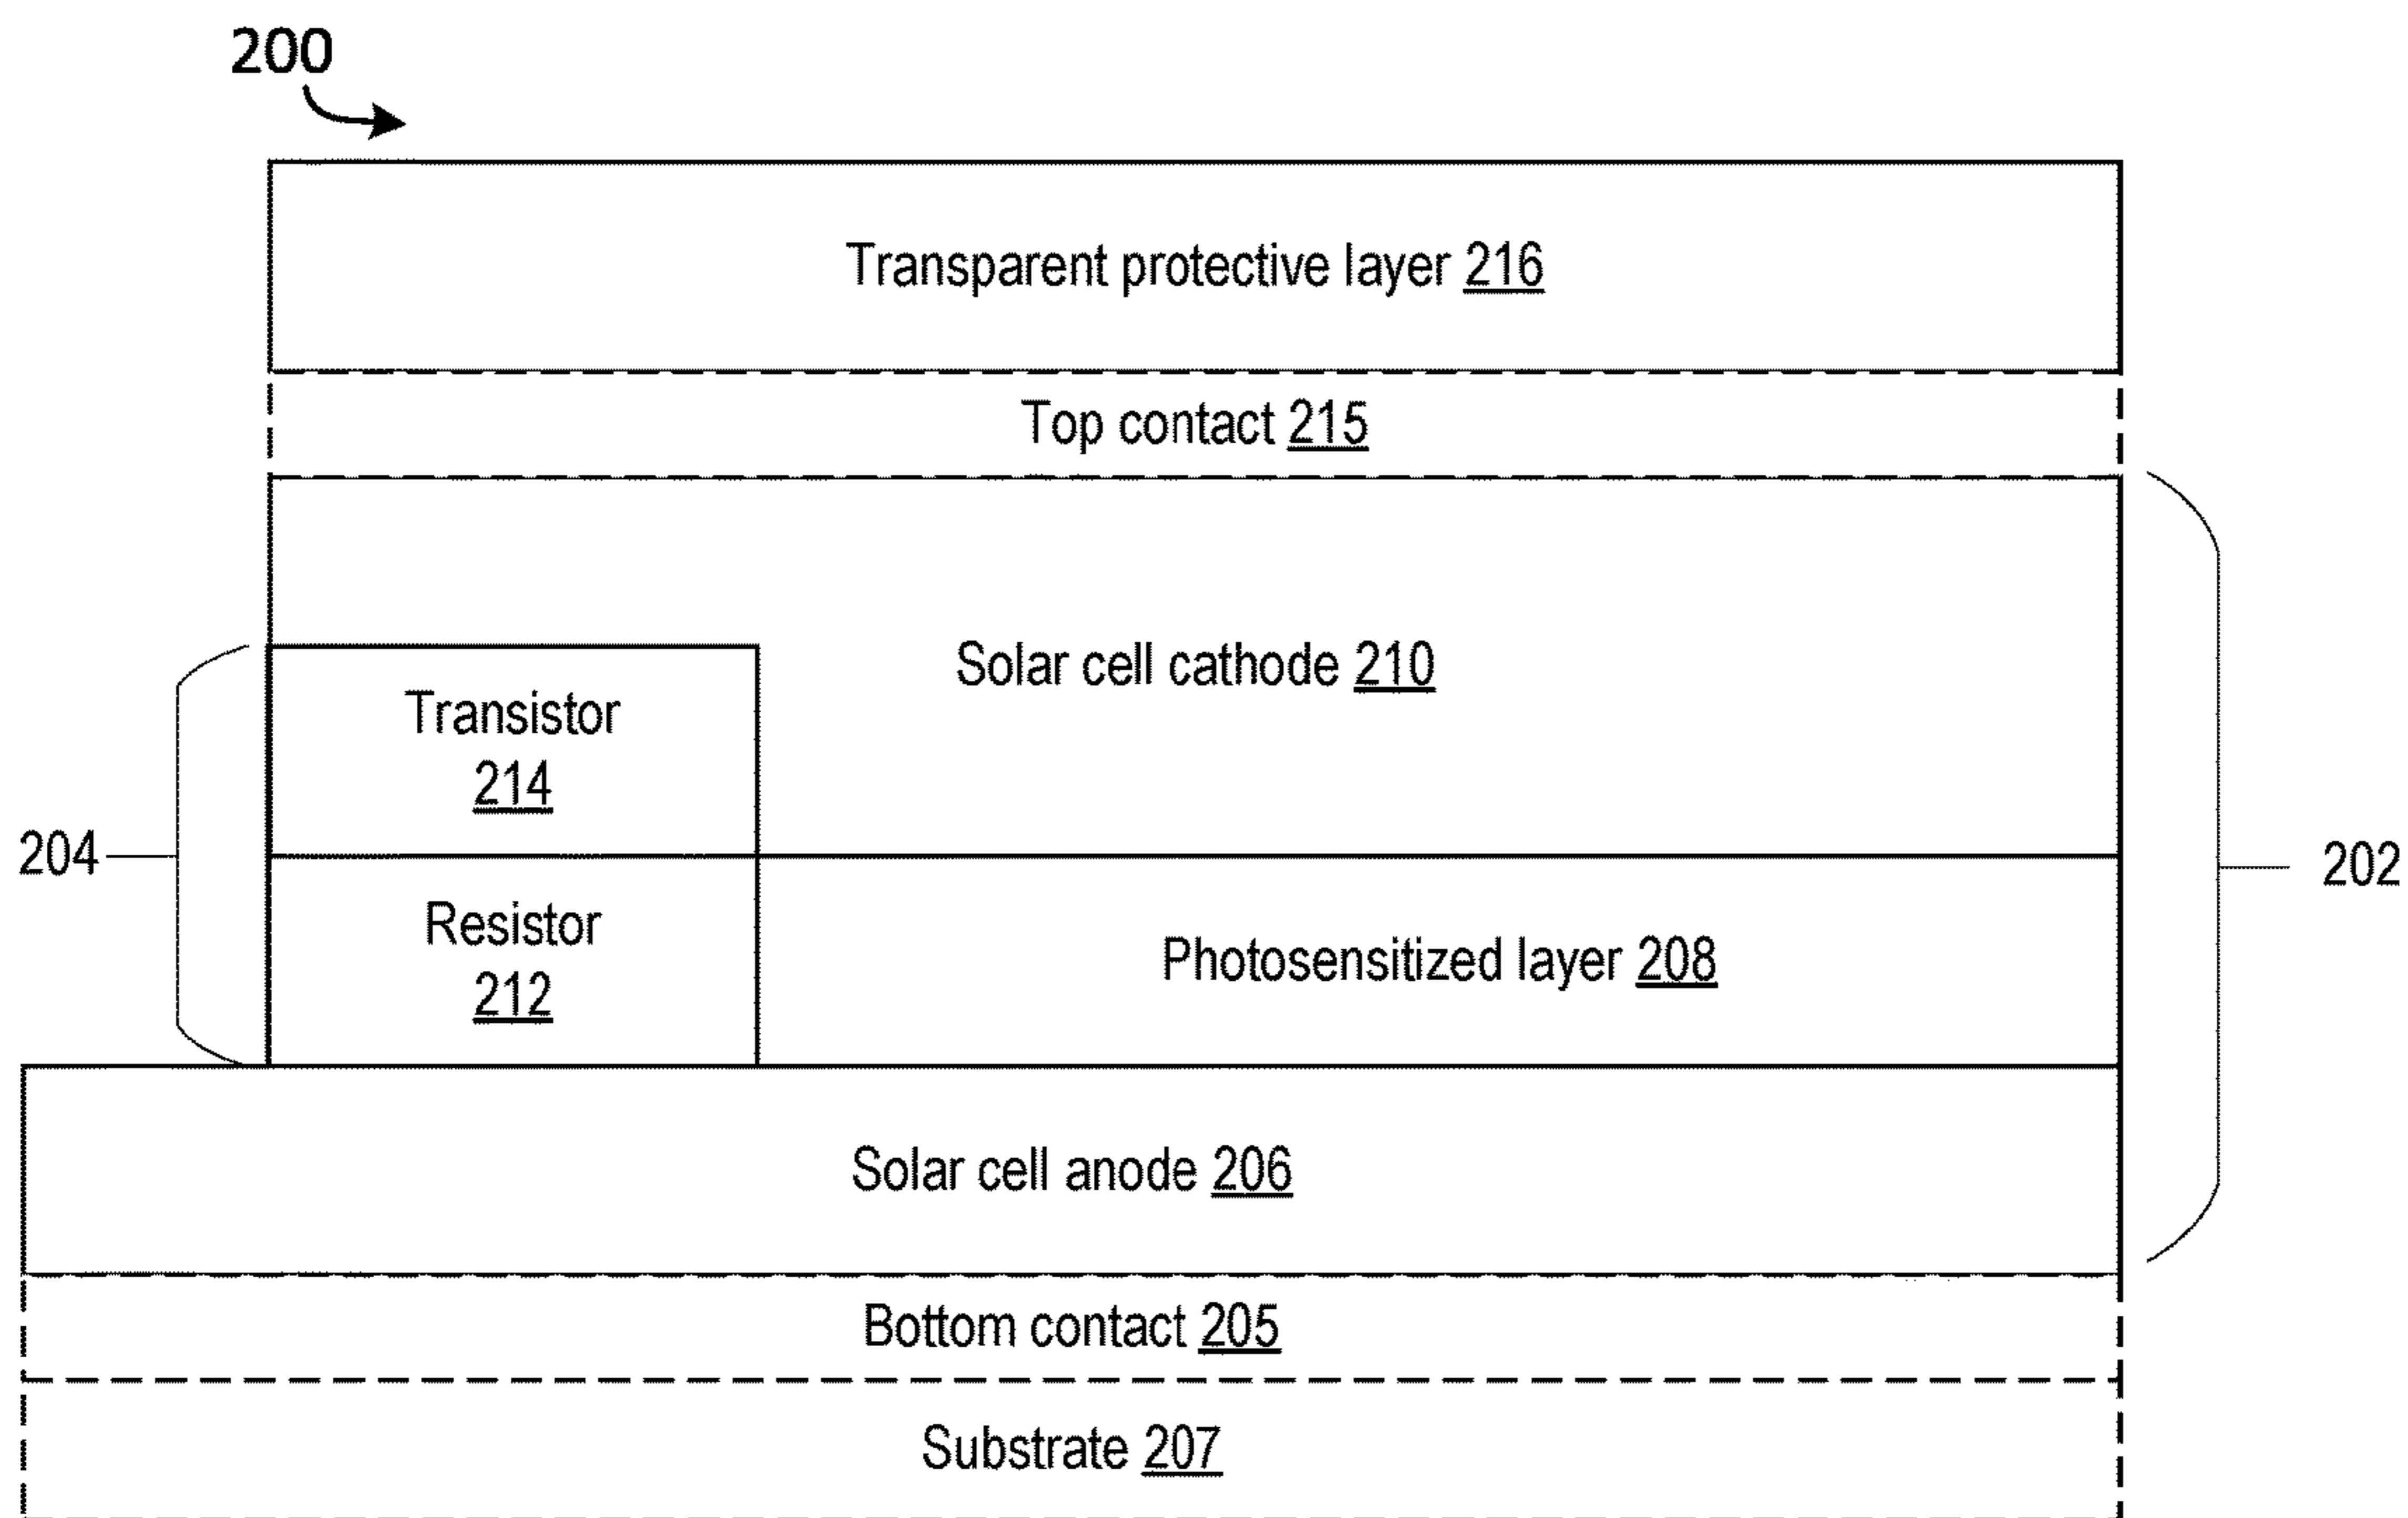 200
Transparent protective layer 216
Top contact 215
Solar cell cathode 210
Transistor
214
204
202
Resistor
212
Photosensitized layer 208
Solar cell anode 206
Bottom contact 205
Substrate 207